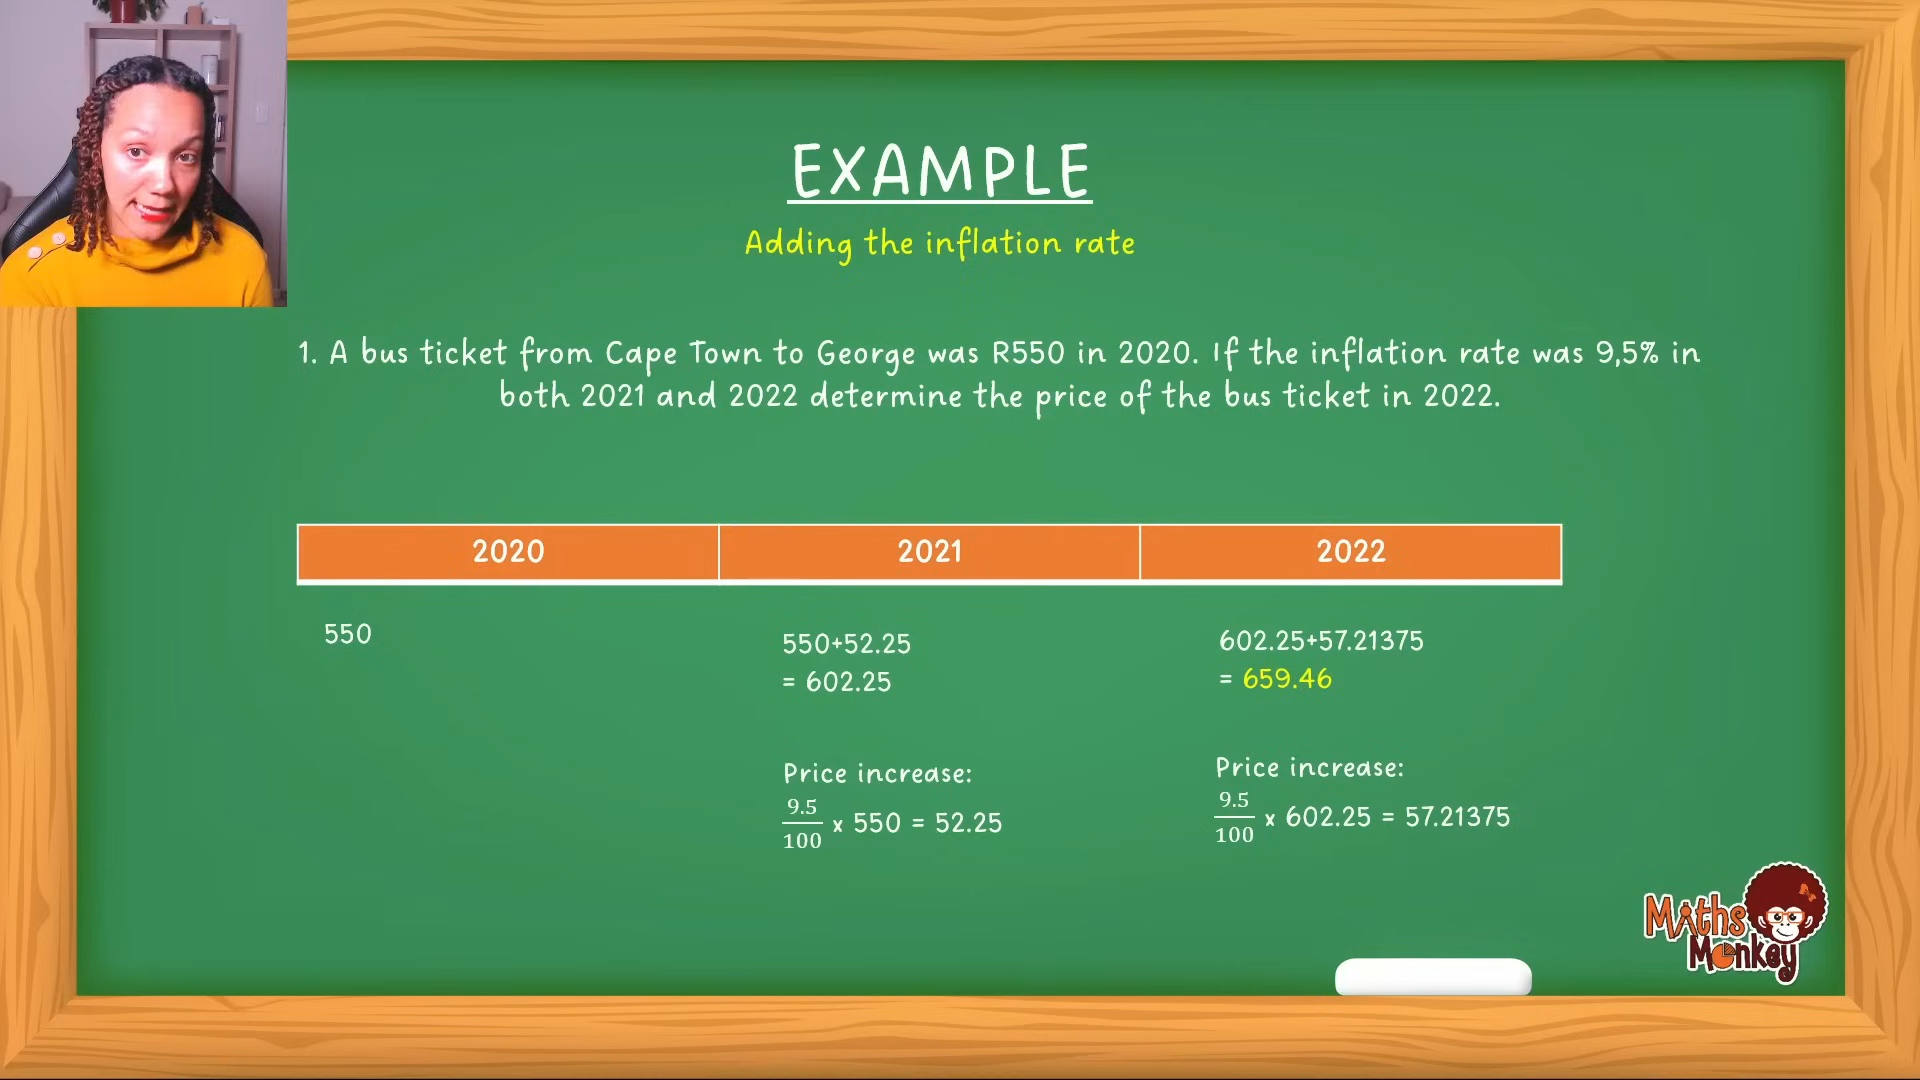 EXAMPLE
Adding the inflation rate
1. A bus ticket from Cape Town to George was R550 in 2020. If the inflation rate was 9,5% in
both 2021 and 2022 determine the price of the bus ticket in 2022.
2020
2021
2022
550
550+52.25
= 602.25
Price increase:
9.5/100 x 550 = 52.25
602.25+57.21375
= 659.46
Price increase:
9.5/100 x 602.25 = 57.21375
Maths
Monkey